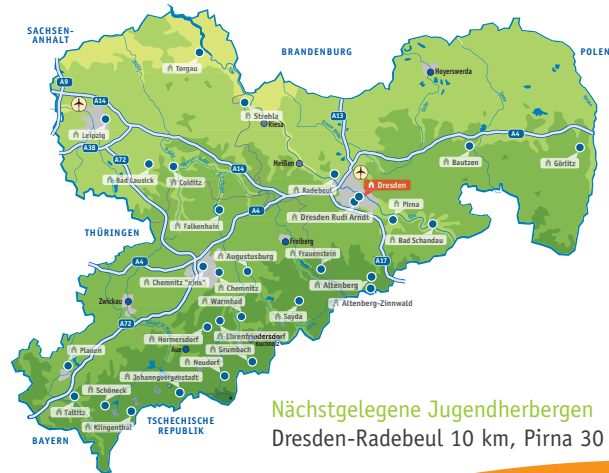 SACHSEN-
ANHALT
BRANDENBURG
POLEN
Torgau
Hoyerswerda
A9
A14
A13
Strehla
Riesa
Leipzig
A4
A38
A72
Bautzen
Görlitz
Meißen
A14
Bad Lausick
Colditz
Radebeul
Dresden
A4
Pirna
Dresden Rudi Arndt
Falkenhain
THÜRINGEN
Freiberg
Bad Schandau
Augustusburg
Frauenstein
A4
A17
Chemnitz "eins"
Chemnitz
Altenberg
Zwickau
Warmbad
Altenberg-Zinnwald
Sayda
A72
Hormersdorf
Ehrenfriedersdorf
Buchholz
Aue
Grumbach
Plauen
Neudorf
Johanngeorgenstadt
Schöneck
Taltitz
TSCHECHISCHE
REPUBLIK
Klingenthal
BAYERN
Nächstgelegene Jugendherbergen
Dresden-Radebeul 10 km, Pirna 30